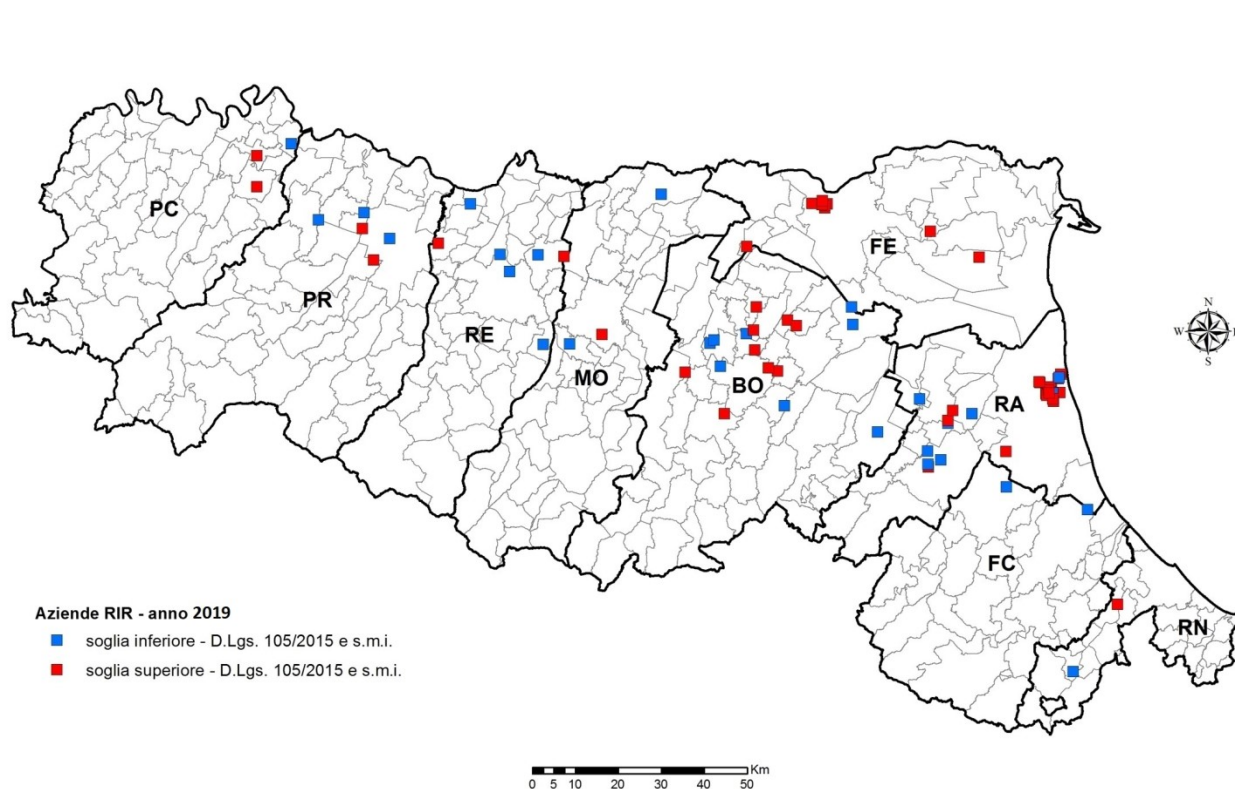 PC
PR
RE
MO
BO
FE
RA
FC
RN
N
W E
S
Aziende RIR - anno 2019
soglia inferiore - D.Lgs. 105/2015 e s.m.i.
soglia superiore - D.Lgs. 105/2015 e s.m.i.
Km
0 5 10 20 30 40 50